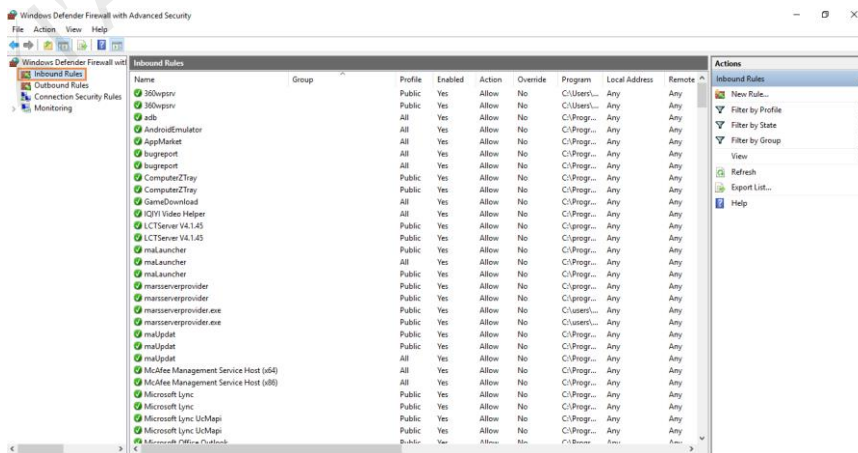 Windows Defender Firewall with Advanced Security
File Action View Help
Windows Defender Firewall with
Inbound Rules
Outbound Rules
Connection Security Rules
Monitoring
Inbound Rules
Name Group Profile Enabled Action Override Program Local Address Remote
360wpsrv Public Yes Allow No C:\Users\... Any Any
360wpsrv Public Yes Allow No C:\Users\... Any Any
adb All Yes Allow No C:\Progr... Any Any
AndroidEmulator All Yes Allow No C:\Progr... Any Any
AppMarket All Yes Allow No C:\Progr... Any Any
bugreport All Yes Allow No C:\Progr... Any Any
bugreport All Yes Allow No C:\Progr... Any Any
ComputerZTray Public Yes Allow No C:\Progr... Any Any
ComputerZTray Public Yes Allow No C:\Progr... Any Any
GameDownload All Yes Allow No C:\Progr... Any Any
IQIYI Video Helper All Yes Allow No C:\Progr... Any Any
LCTServer V4.1.45 Public Yes Allow No C:\progr... Any Any
LCTServer V4.1.45 Public Yes Allow No C:\progr... Any Any
maLauncher Public Yes Allow No C:\Progr... Any Any
maLauncher All Yes Allow No C:\Progr... Any Any
maLauncher Public Yes Allow No C:\Progr... Any Any
marsserverprovider Public Yes Allow No C:\progr... Any Any
marsserverprovider Public Yes Allow No C:\progr... Any Any
marsserverprovider.exe Public Yes Allow No C:\users\... Any Any
marsserverprovider.exe Public Yes Allow No C:\users\... Any Any
maUpdat Public Yes Allow No C:\Progr... Any Any
maUpdat Public Yes Allow No C:\Progr... Any Any
maUpdat All Yes Allow No C:\Progr... Any Any
McAfee Management Service Host (x64) All Yes Allow No C:\Progr... Any Any
McAfee Management Service Host (x86) All Yes Allow No C:\Progr... Any Any
Microsoft Lync Public Yes Allow No C:\Progr... Any Any
Microsoft Lync Public Yes Allow No C:\Progr... Any Any
Microsoft Lync UcMapi Public Yes Allow No C:\Progr... Any Any
Microsoft Lync UcMapi Public Yes Allow No C:\Progr... Any Any
Microsoft Office Outlook Public Yes Allow No C:\Progr... Any Any
Actions
Inbound Rules
New Rule...
Filter by Profile
Filter by State
Filter by Group
View
Refresh
Export List...
Help